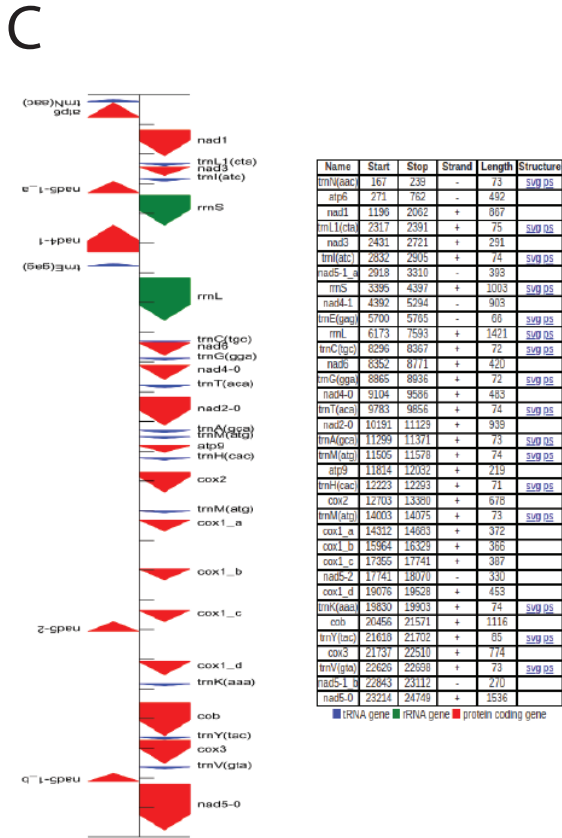 C
trnN(aac)
atp6
nad1
trnL1(cta)
nad3
trnI(atc)
nad5-1_a
rrnS
nad4-1
trnE(gag)
rrnL
trnC(tgc)
nad6
trnG(gga)
nad4-0
trnT(aca)
nad2-0
trnA(gca)
trnM(atg)
atp9
trnH(cac)
cox2
trnM(atg)
cox1_a
cox1_b
cox1_c
nad5-2
cox1_d
trnK(aaa)
cob
trnY(tac)
cox3
trnV(gta)
nad5-1_b
nad5-0
Name Start Stop Strand Length Structure
trnN(aac) 167 239 - 73 svg ps
atp6 271 762 - 492
nad1 1196 2062 + 867
trnL1(cta) 2317 2391 + 75 svg ps
nad3 2431 2721 + 291
trnI(atc) 2832 2905 + 74 svg ps
nad5-1_a 2918 3310 - 393
rrnS 3395 4397 + 1003 svg ps
nad4-1 4392 5294 - 903
trnE(gag) 5700 5765 - 66 svg ps
rrnL 6173 7593 + 1421 svg ps
trnC(tgc) 8296 8367 + 72 svg ps
nad6 8352 8771 + 420
trnG(gga) 8865 8936 + 72 svg ps
nad4-0 9104 9586 + 483
trnT(aca) 9783 9856 + 74 svg ps
nad2-0 10191 11129 + 939
trnA(gca) 11299 11371 + 73 svg ps
trnM(atg) 11505 11578 + 74 svg ps
atp9 11814 12032 + 219
trnH(cac) 12223 12293 + 71 svg ps
cox2 12703 13380 + 678
trnM(atg) 14003 14075 + 73 svg ps
cox1_a 14312 14683 + 372
cox1_b 15964 16329 + 366
cox1_c 17355 17741 + 387
nad5-2 17741 18070 - 330
cox1_d 19076 19528 + 453
trnK(aaa) 19830 19903 + 74 svg ps
cob 20456 21571 + 1116
trnY(tac) 21618 21702 + 85 svg ps
cox3 21737 22510 + 774
trnV(gta) 22626 22698 + 73 svg ps
nad5-1_b 22843 23112 - 270
nad5-0 23214 24749 + 1536
tRNA gene rRNA gene protein coding gene